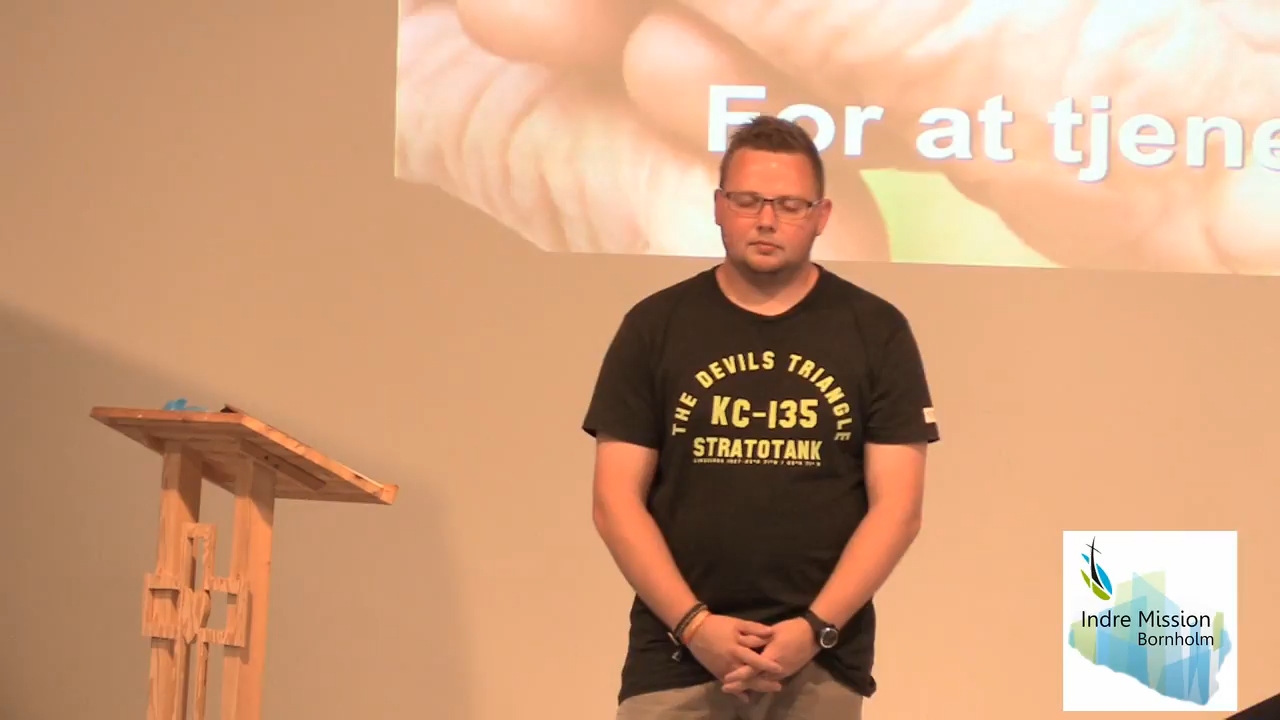 For at tjene
THE DEVILS TRIANGLE
KC-135
STRATOTANK
Indre Mission
Bornholm